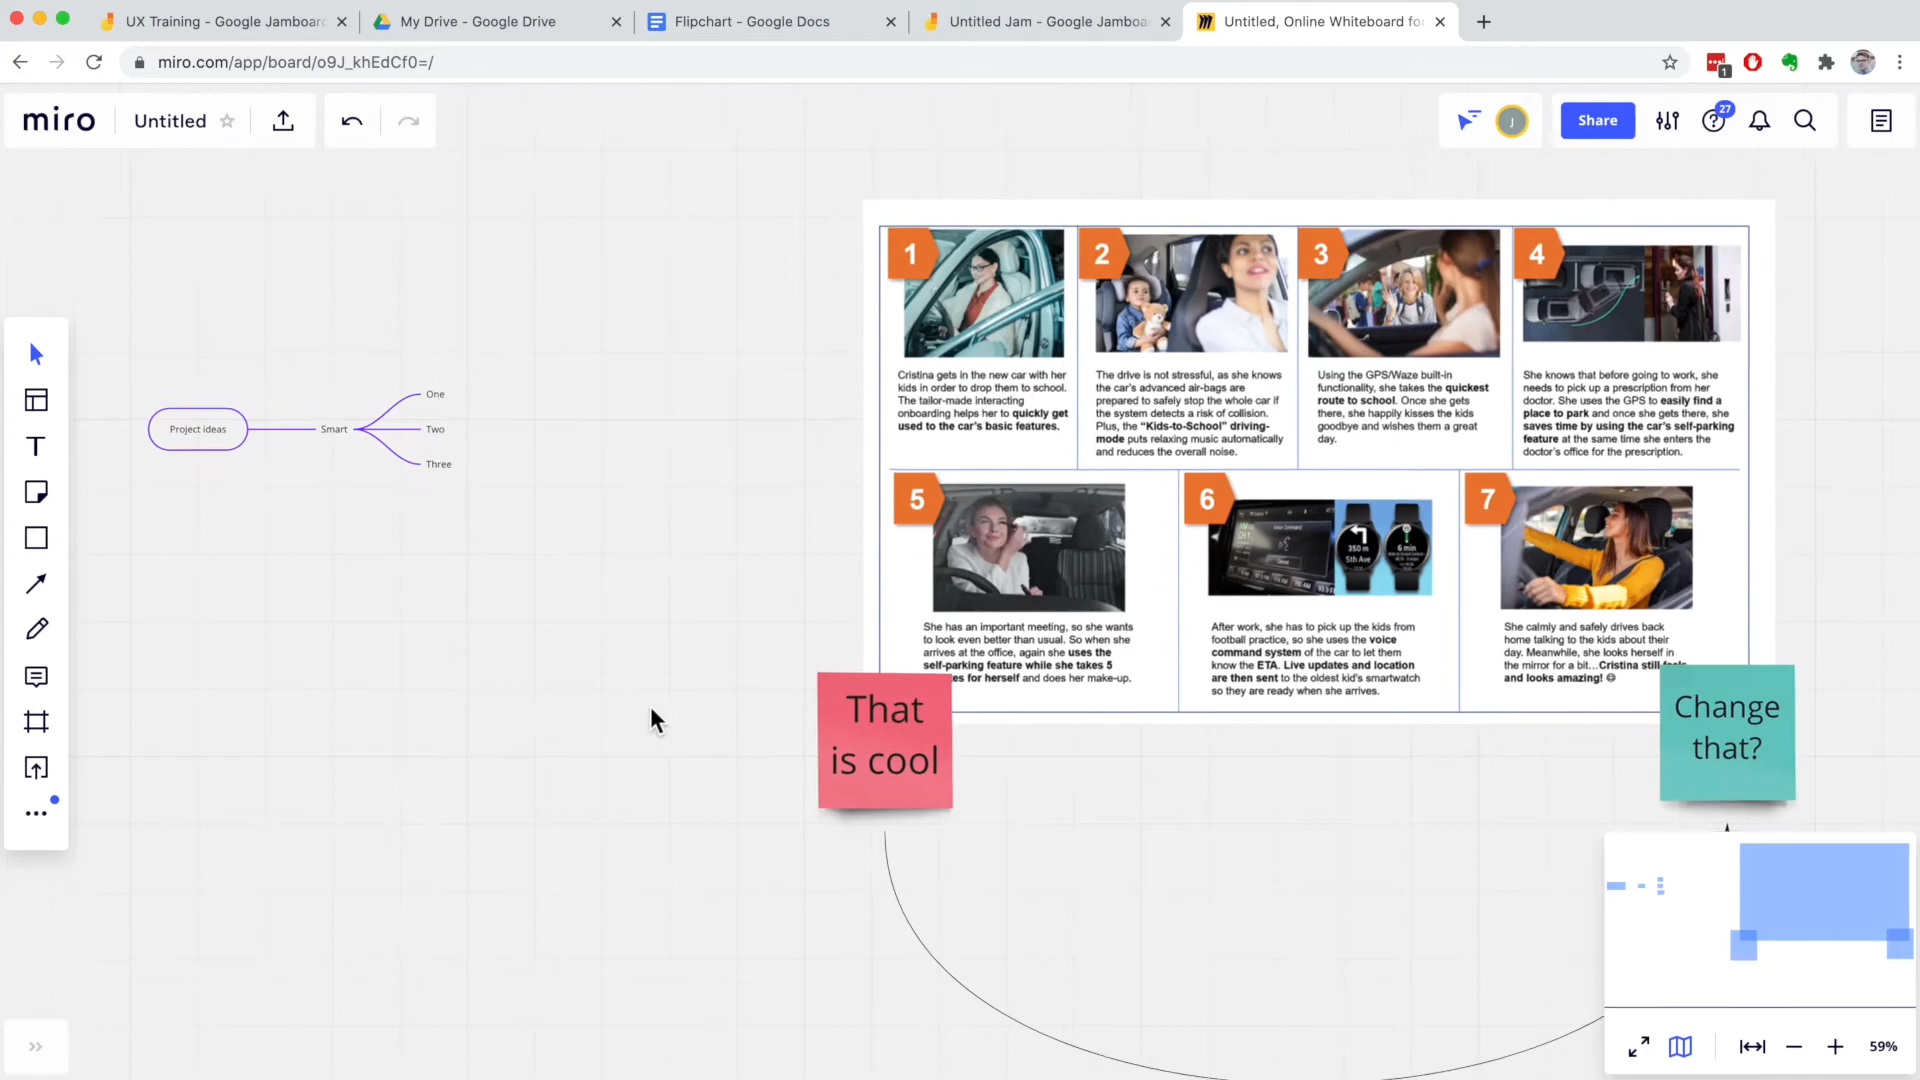 UX Training - Google Jamboard
My Drive - Google Drive
Flipchart - Google Docs
Untitled Jam - Google Jamboa
Untitled, Online Whiteboard fo
miro.com/app/board/o9J_khEdCf0=/
1
miro
Untitled
J
Share
27
1
2
3
4
Cristina gets in the new car with her
kids in order to drop them to school.
The tailor-made interacting
onboarding helps her to quickly get
used to the car's basic features.
The drive is not stressful, as she knows
the car's advanced air-bags are
prepared to safely stop the whole car if
the system detects a risk of collision.
Plus, the "Kids-to-School" driving-
mode puts relaxing music automatically
and reduces the overall noise.
Using the GPS/Waze built-in
functionality, she takes the quickest
route to school. Once she gets
there, she happily kisses the kids
goodbye and wishes them a great
day.
She knows that before going to work, she
needs to pick up a prescription from her
doctor. She uses the GPS to easily find a
place to park and once she gets there, she
saves time by using the car's self-parking
feature at the same time she enters the
doctor's office for the prescription.
Project ideas
Smart
One
Two
Three
5
6
7
350 m
5th Ave
6 min
She has an important meeting, so she wants
to look even better than usual. So when she
arrives at the office, again she uses the
self-parking feature while she takes 5
es for herself and does her make-up.
After work, she has to pick up the kids from
football practice, so she uses the voice
command system of the car to let them
know the ETA. Live updates and location
are then sent to the oldest kid's smartwatch
so they are ready when she arrives.
She calmly and safely drives back
home talking to the kids about their
day. Meanwhile, she looks herself in
the mirror for a bit...Cristina still feels
and looks amazing! 😊
That
is cool
Change
that?
59%